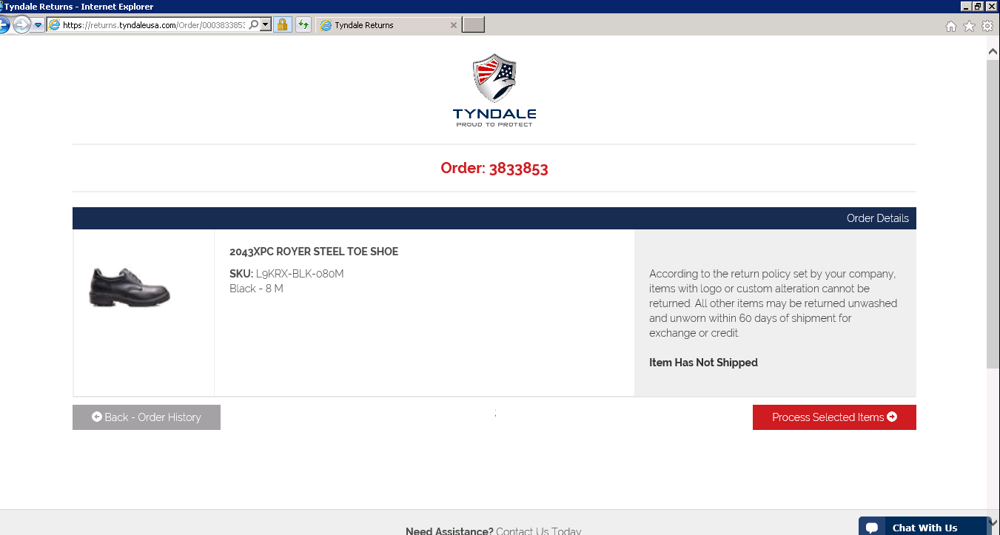 Tyndale Returns - Internet Explorer
https://returns.tyndaleusa.com/Order/0003833853
Tyndale Returns
TYNDALE
PROUD TO PROTECT
Order: 3833853
Order Details
2043XPC ROYER STEEL TOE SHOE
SKU: L9KRX-BLK-080M
Black - 8 M
According to the return policy set by your company,
items with logo or custom alteration cannot be
returned. All other items may be returned unwashed
and unworn within 60 days of shipment for
exchange or credit.
Item Has Not Shipped
Back - Order History
;
Process Selected Items
Need Assistance? Contact Us Today
Chat With Us